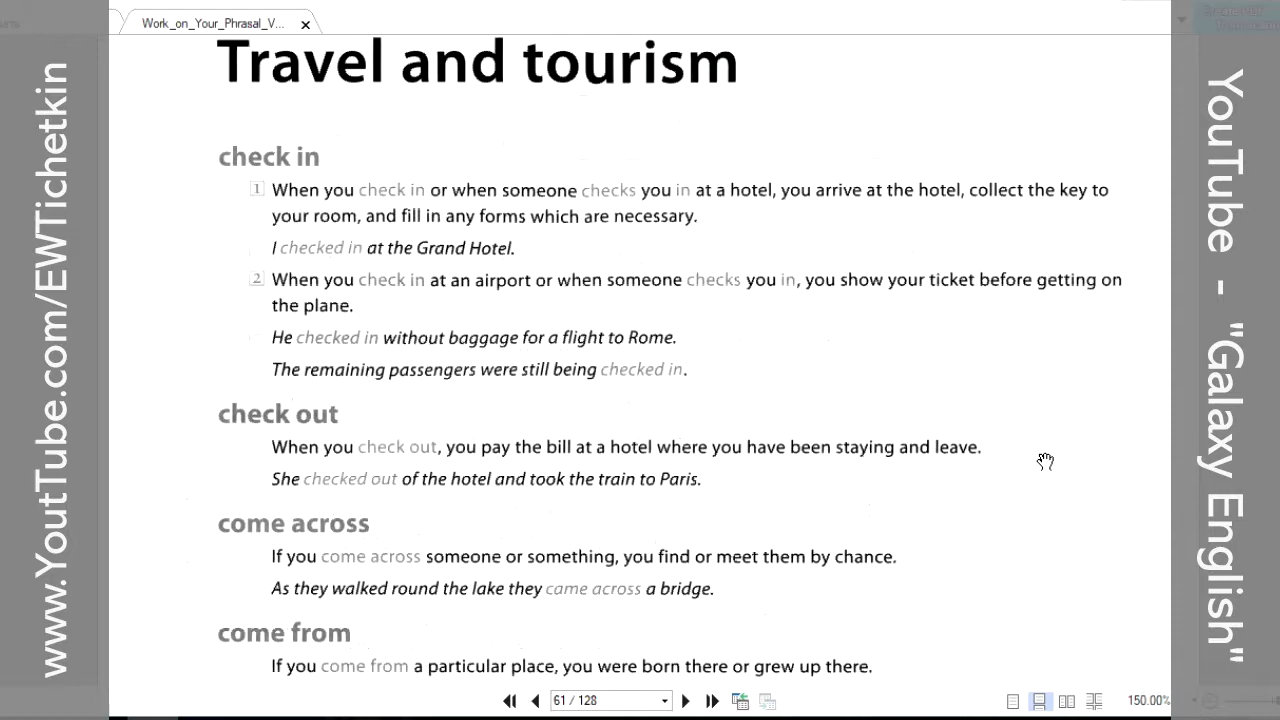 Work_on_Your_Phrasal_V...
Travel and tourism
check in
1 When you check in or when someone checks you in at a hotel, you arrive at the hotel, collect the key to
your room, and fill in any forms which are necessary.
I checked in at the Grand Hotel.
2 When you check in at an airport or when someone checks you in, you show your ticket before getting on
the plane.
He checked in without baggage for a flight to Rome.
The remaining passengers were still being checked in.
check out
When you check out, you pay the bill at a hotel where you have been staying and leave.
She checked out of the hotel and took the train to Paris.
come across
If you come across someone or something, you find or meet them by chance.
As they walked round the lake they came across a bridge.
come from
If you come from a particular place, you were born there or grew up there.
61 / 128
150.00%
www.YoutTube.com/EWTichetkin
YouTube - "Galaxy English"